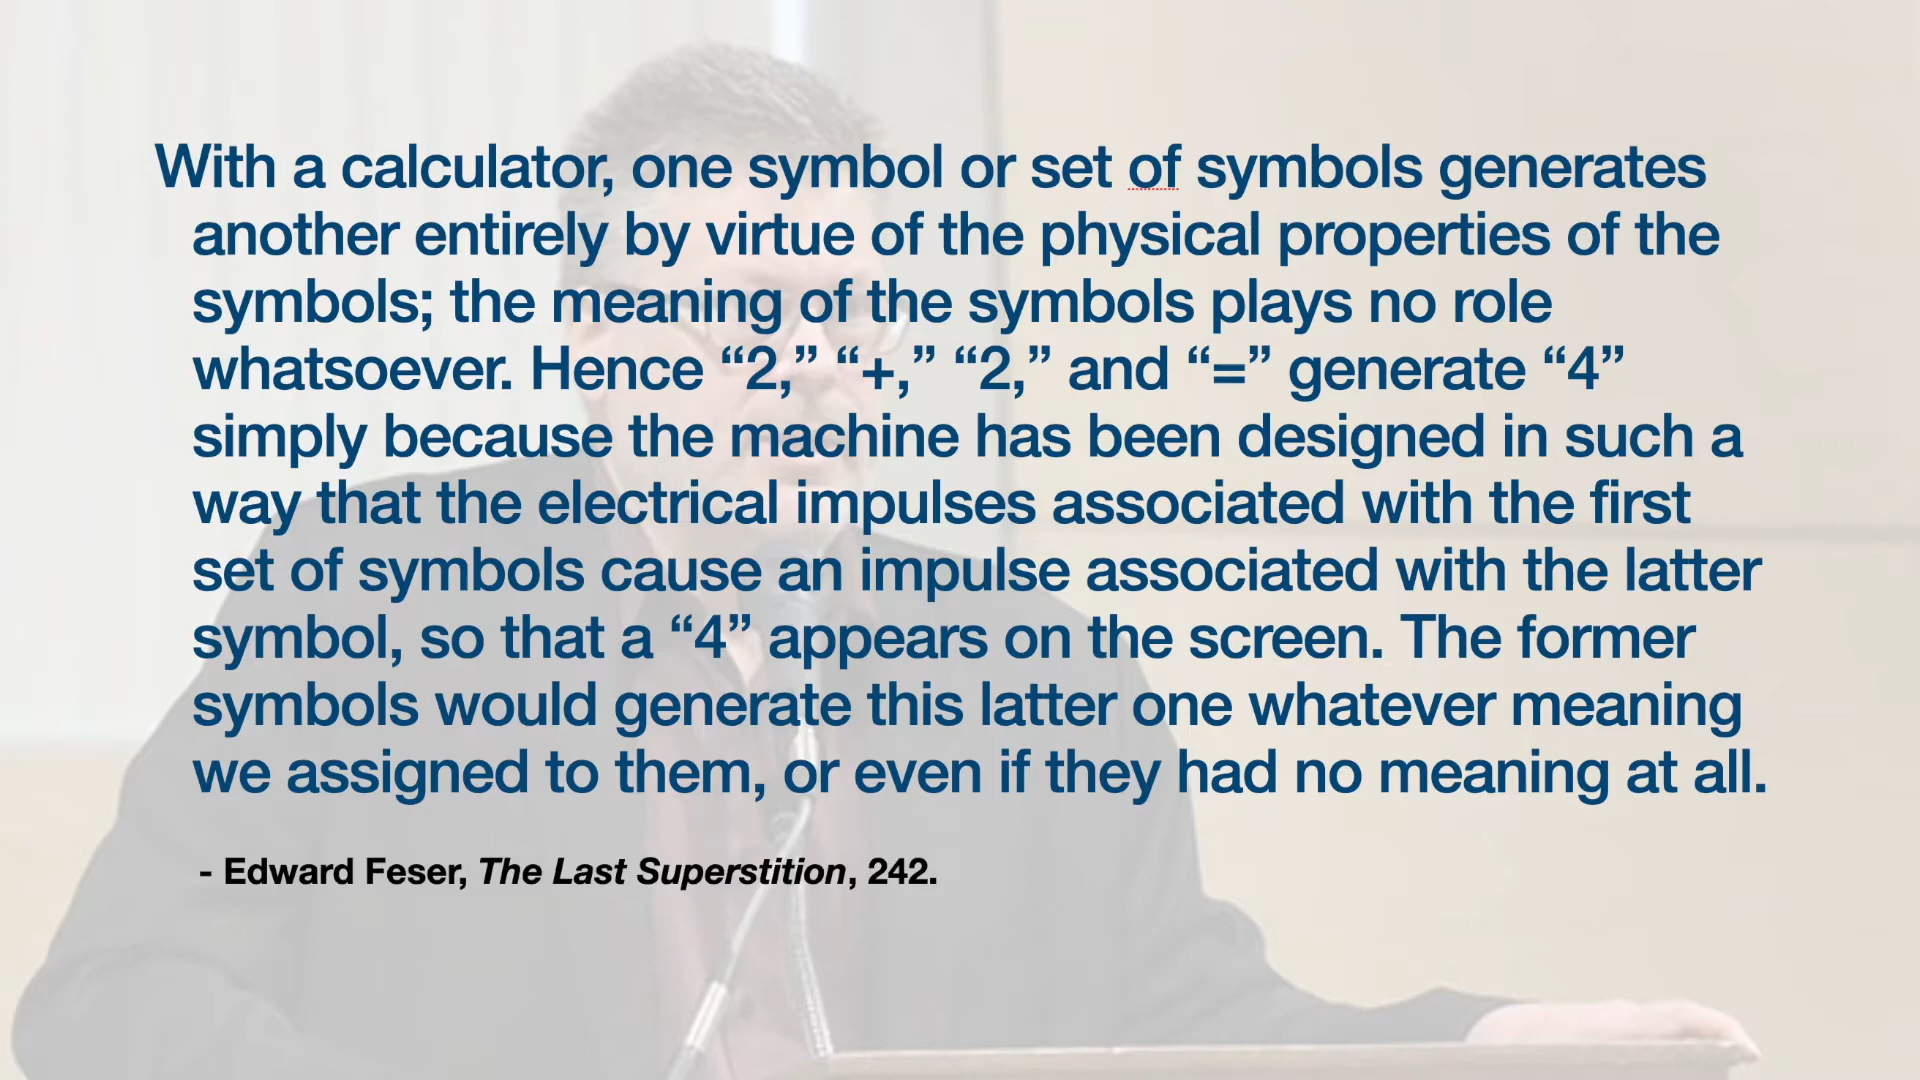 With a calculator, one symbol or set of symbols generates
another entirely by virtue of the physical properties of the
symbols; the meaning of the symbols plays no role
whatsoever. Hence “2,” “+,” “2,” and “=” generate “4”
simply because the machine has been designed in such a
way that the electrical impulses associated with the first
set of symbols cause an impulse associated with the latter
symbol, so that a “4” appears on the screen. The former
symbols would generate this latter one whatever meaning
we assigned to them, or even if they had no meaning at all.
- Edward Feser, The Last Superstition, 242.